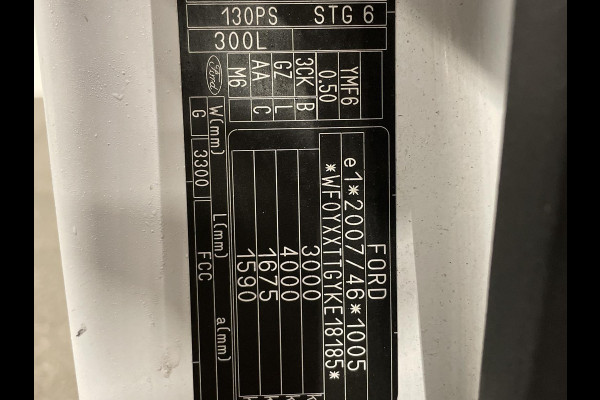 130PS STG 6
300L
FORD
e1*2007/46*1005
*WF0YXXTTGYKE18185*
3000
4000
1675
1590
YMF6
0.50
3CK B
GZ L
AA C
M6
Ford
W(mm) L(mm) a(mm)
G 3300 FCC